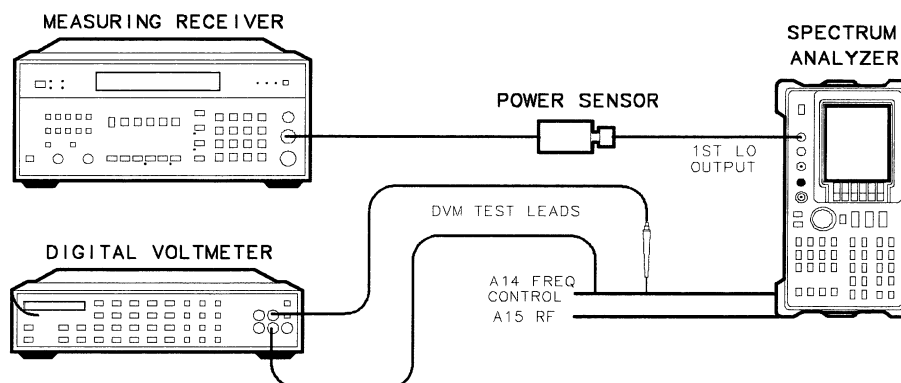 MEASURING RECEIVER
SPECTRUM
ANALYZER
POWER SENSOR
1ST LO
OUTPUT
DVM TEST LEADS
DIGITAL VOLTMETER
A14 FREQ
CONTROL
A15 RF